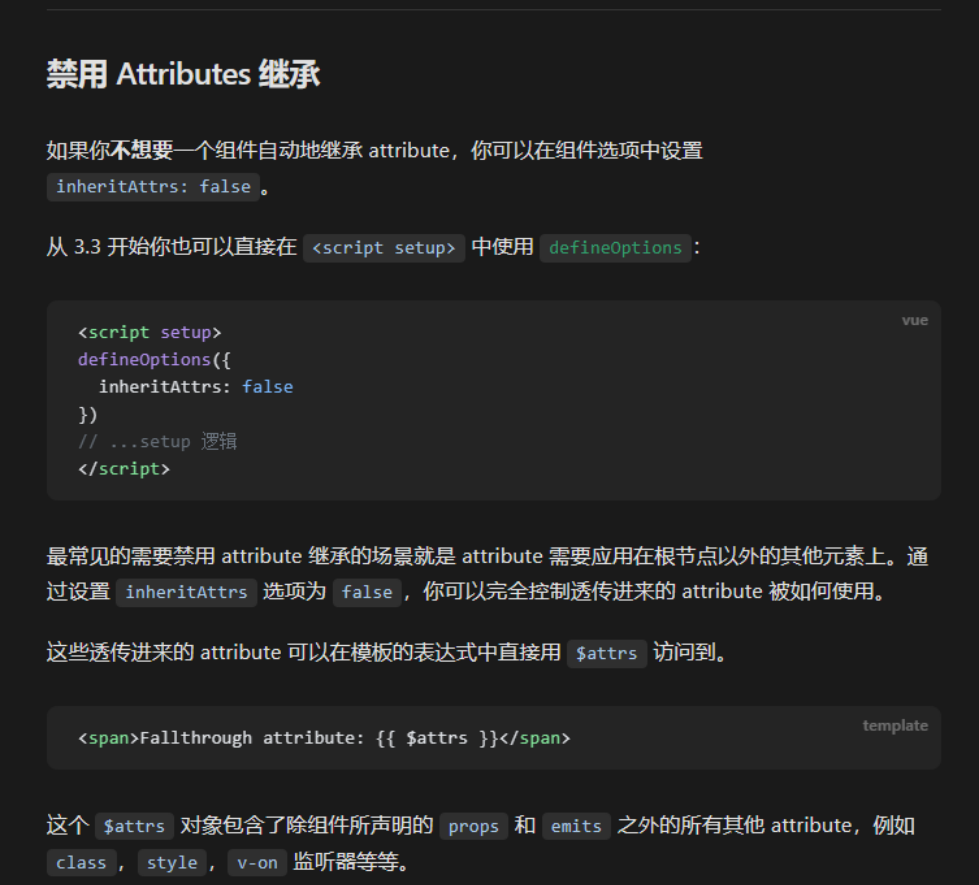 禁用 Attributes 继承
如果你不想要一个组件自动地继承 attribute，你可以在组件选项中设置
inheritAttrs: false。
从 3.3 开始你也可以直接在 <script setup> 中使用 defineOptions：
vue
<script setup>
defineOptions({
  inheritAttrs: false
})
// ...setup 逻辑
</script>
最常见的需要禁用 attribute 继承的场景就是 attribute 需要应用在根节点以外的其他元素上。通
过设置 inheritAttrs 选项为 false，你可以完全控制透传进来的 attribute 被如何使用。
这些透传进来的 attribute 可以在模板的表达式中直接用 $attrs 访问到。
template
<span>Fallthrough attribute: {{ $attrs }}</span>
这个 $attrs 对象包含了除组件所声明的 props 和 emits 之外的所有其他 attribute，例如
class，style，v-on 监听器等等。